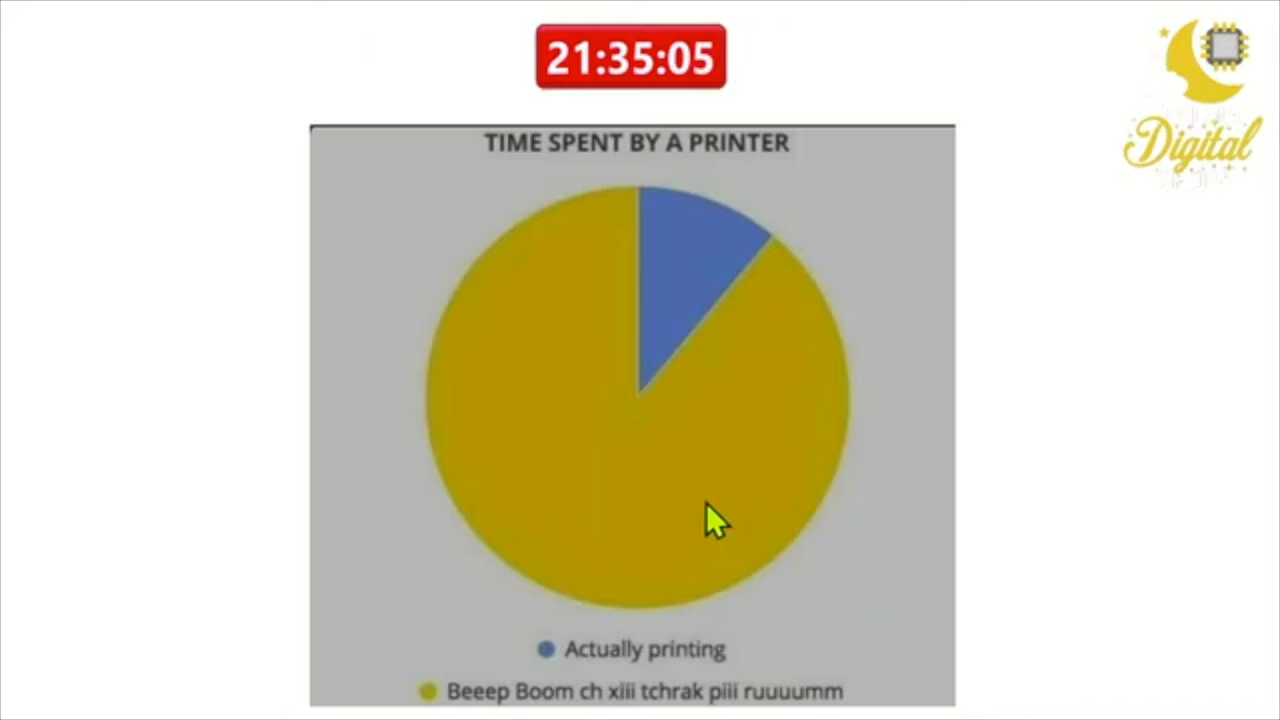 21:35:05
Digital
TIME SPENT BY A PRINTER
Actually printing
Beeep Boom ch xiii tchrak piii ruuuumm